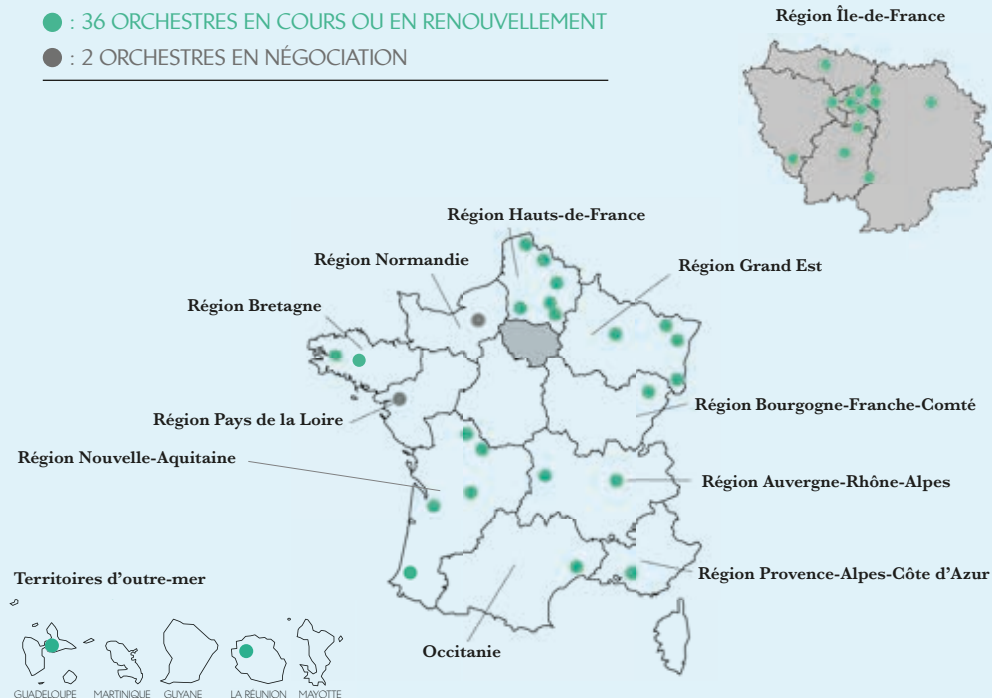 : 36 ORCHESTRES EN COURS OU EN RENOUVELLEMENT
: 2 ORCHESTRES EN NÉGOCIATION
Région Île-de-France
Région Hauts-de-France
Région Normandie
Région Grand Est
Région Bretagne
Région Pays de la Loire
Région Bourgogne-Franche-Comté
Région Nouvelle-Aquitaine
Région Auvergne-Rhône-Alpes
Région Provence-Alpes-Côte d'Azur
Territoires d'outre-mer
Occitanie
GUADELOUPE
MARTINIQUE
GUYANE
LA RÉUNION
MAYOTTE